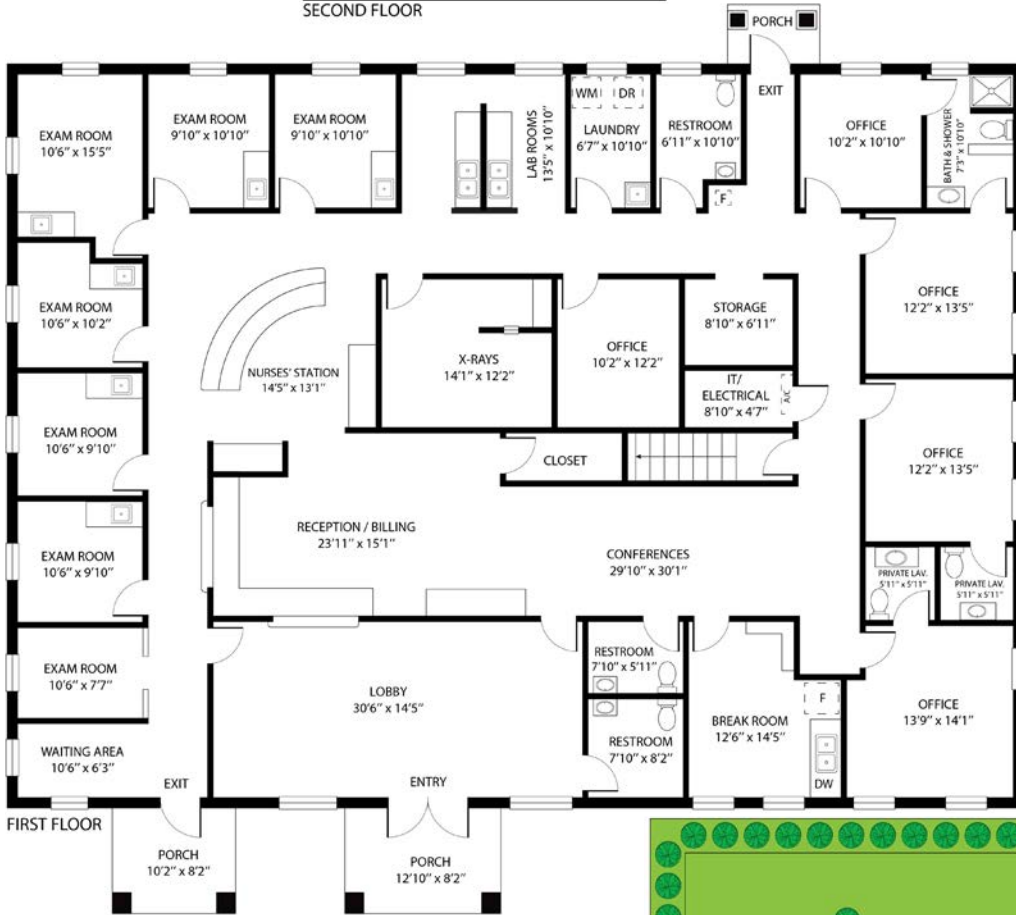 SECOND FLOOR
PORCH
EXIT
EXAM ROOM
10'6" x 15'5"
EXAM ROOM
9'10" x 10'10"
EXAM ROOM
9'10" x 10'10"
LAB ROOMS
13'5" x 10'10"
WM
DR
LAUNDRY
6'7" x 10'10"
RESTROOM
6'11" x 10'10"
F
OFFICE
10'2" x 10'10"
BATH & SHOWER
7'3" x 10'10"
EXAM ROOM
10'6" x 10'2"
NURSES' STATION
14'5" x 13'1"
X-RAYS
14'1" x 12'2"
OFFICE
10'2" x 12'2"
STORAGE
8'10" x 6'11"
IT/
ELECTRICAL
8'10" x 4'7"
A/C
OFFICE
12'2" x 13'5"
EXAM ROOM
10'6" x 9'10"
CLOSET
OFFICE
12'2" x 13'5"
RECEPTION / BILLING
23'11" x 15'1"
CONFERENCES
29'10" x 30'1"
EXAM ROOM
10'6" x 9'10"
PRIVATE LAV.
5'11" x 5'11"
PRIVATE LAV.
5'11" x 5'11"
EXAM ROOM
10'6" x 7'7"
LOBBY
30'6" x 14'5"
RESTROOM
7'10" x 5'11"
RESTROOM
7'10" x 8'2"
BREAK ROOM
12'6" x 14'5"
F
DW
OFFICE
13'9" x 14'1"
WAITING AREA
10'6" x 6'3"
EXIT
ENTRY
FIRST FLOOR
PORCH
10'2" x 8'2"
PORCH
12'10" x 8'2"